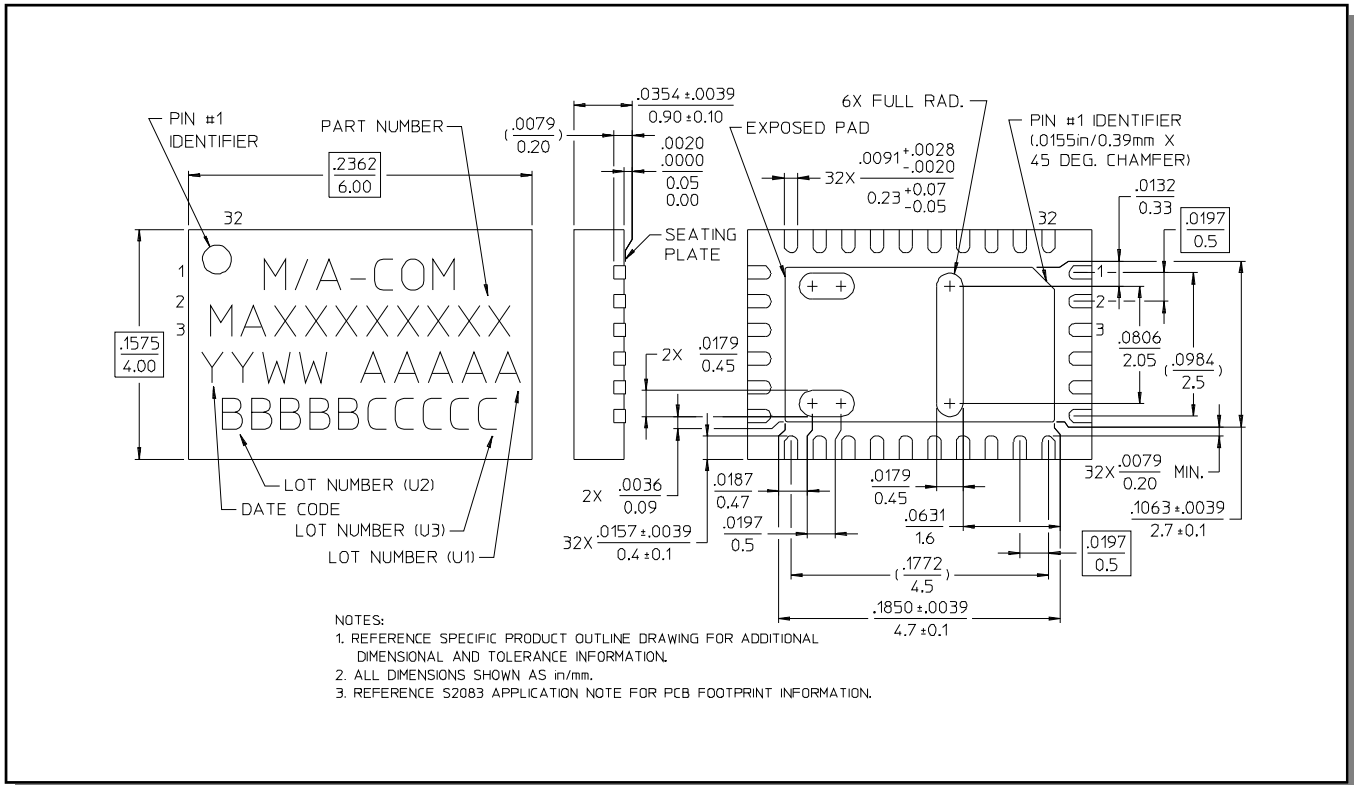 PIN #1
IDENTIFIER
PART NUMBER
.2362
6.00
32
1
2
3
.1575
4.00
M/A-COM
MAXXXXXXXXX
YYWW AAAAA
BBBBBCCCCC
LOT NUMBER (U2)
DATE CODE
LOT NUMBER (U3)
LOT NUMBER (U1)
.0354 ±.0039
0.90 ±0.10
(.0079)
0.20
.0020
.0000
0.05
0.00
SEATING
PLATE
EXPOSED PAD
6X FULL RAD.
32X .0091 +.0028 -.0020
0.23 +0.07 -0.05
PIN #1 IDENTIFIER
(.0155in/0.39mm X
45 DEG. CHAMFER)
32
.0132
0.33
.0197
0.5
1
2
3
.0806
2.05
(.0984)
2.5
2X .0179
0.45
2X .0036
0.09
32X .0157 ±.0039
0.4 ±0.1
.0187
0.47
.0197
0.5
.0179
0.45
.0631
1.6
32X .0079 MIN.
0.20
.1063 ±.0039
2.7 ±0.1
.0197
0.5
(.1772)
4.5
.1850 ±.0039
4.7 ±0.1
NOTES:
1. REFERENCE SPECIFIC PRODUCT OUTLINE DRAWING FOR ADDITIONAL
DIMENSIONAL AND TOLERANCE INFORMATION.
2. ALL DIMENSIONS SHOWN AS in/mm.
3. REFERENCE S2083 APPLICATION NOTE FOR PCB FOOTPRINT INFORMATION.